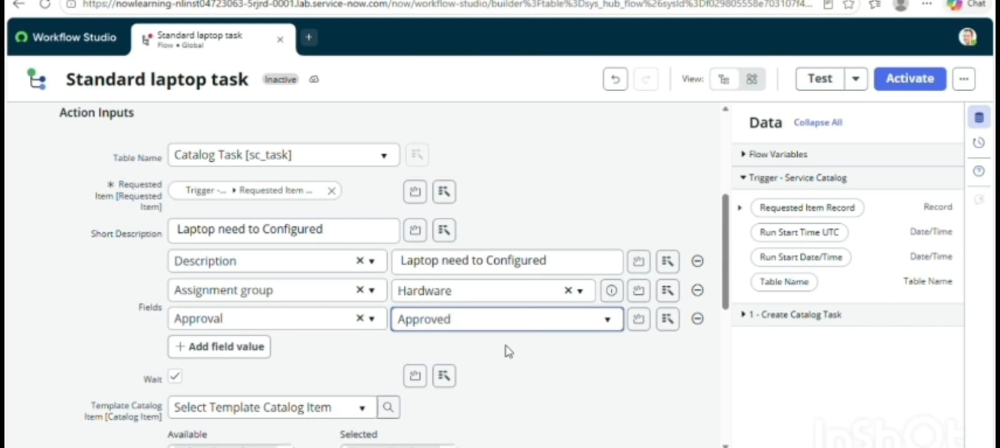 https://nowlearning-nlinst04723063-5rjrd-0001.lab.service-now.com/now/workflow-studio/builder%3Ftable%3Dsys_hub_flow%26sysId%3Df029805558e703107f4...
Chat
Workflow Studio
Standard laptop task
Flow • Global
Standard laptop task
Inactive
View:
Test
Activate
Action Inputs
Table Name
Catalog Task [sc_task]
* Requested Item [Requested Item]
Trigger -... ▸ Requested Item ...
Short Description
Laptop need to Configured
Fields
Description
Laptop need to Configured
Assignment group
Hardware
Approval
Approved
+ Add field value
Wait
Template Catalog Item [Catalog Item]
Select Template Catalog Item
Available
Selected
Data
Collapse All
Flow Variables
Trigger - Service Catalog
Requested Item Record
Record
Run Start Time UTC
Date/Time
Run Start Date/Time
Date/Time
Table Name
Table Name
1 - Create Catalog Task
InShOt